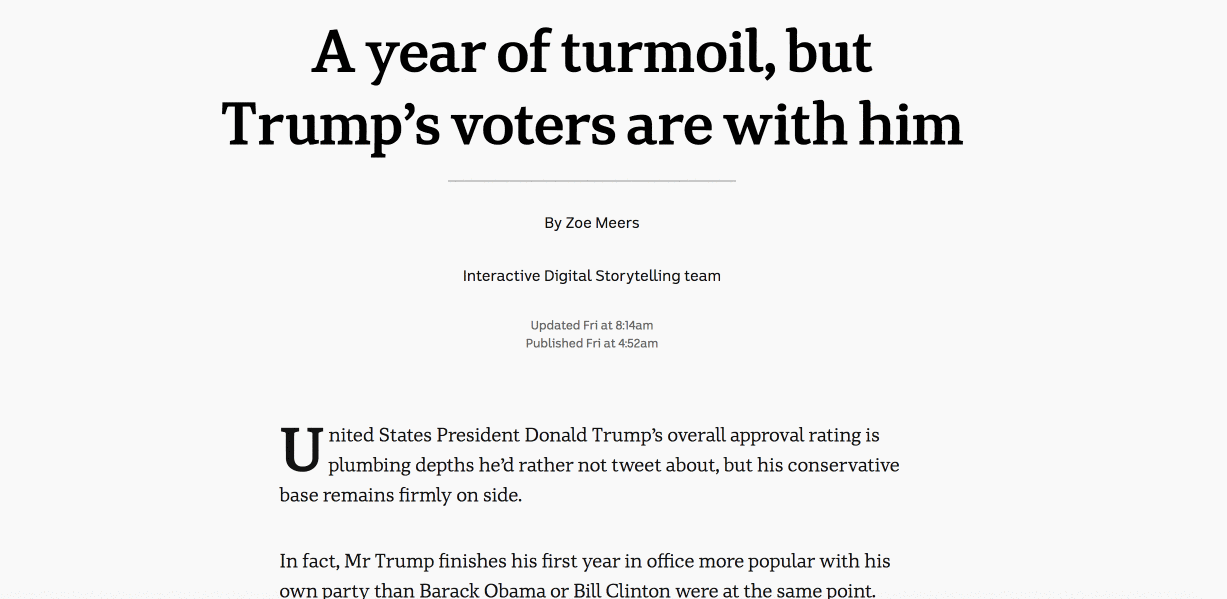 A year of turmoil, but
Trump’s voters are with him
By Zoe Meers
Interactive Digital Storytelling team
Updated Fri at 8:14am
Published Fri at 4:52am
United States President Donald Trump’s overall approval rating is
plumbing depths he’d rather not tweet about, but his conservative
base remains firmly on side.
In fact, Mr Trump finishes his first year in office more popular with his
own party than Barack Obama or Bill Clinton were at the same point.